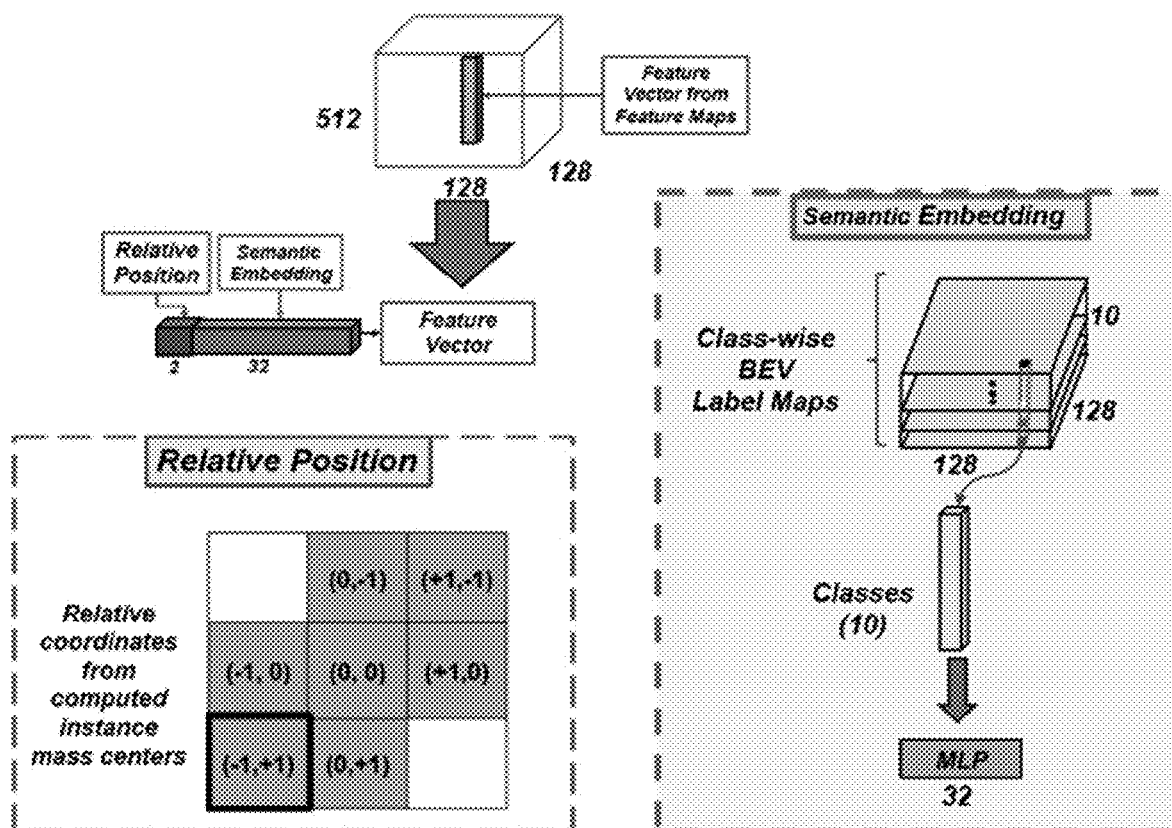 512
128
128
Feature
Vector from
Feature Maps
Relative
Position
Semantic
Embedding
2
32
Feature
Vector
Relative Position
Relative
coordinates
from
computed
instance
mass centers
(0,-1) (+1,-1)
(-1, 0) (0, 0) (+1,0)
(-1,+1) (0,+1)
Semantic Embedding
Class-wise
BEV
Label Maps
10
128
128
Classes
(10)
MLP
32